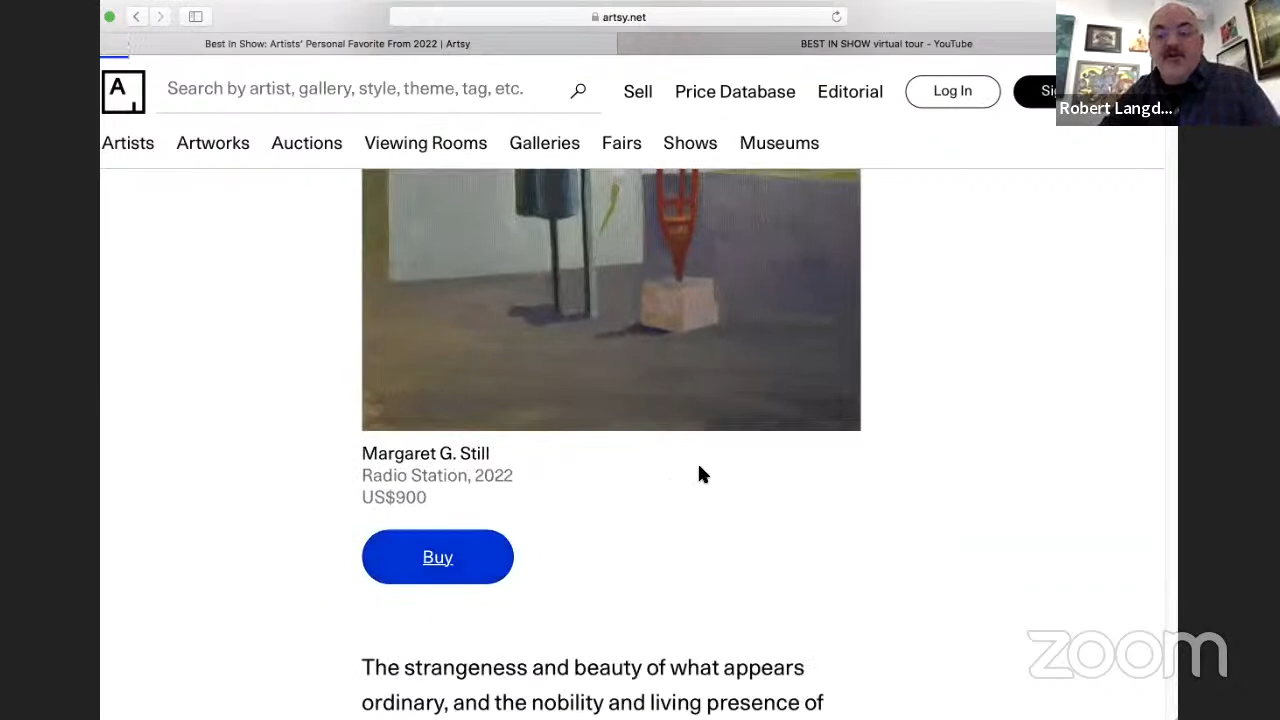 artsy.net
Best In Show: Artists' Personal Favorite From 2022 | Artsy
BEST IN SHOW virtual tour - YouTube
A
Search by artist, gallery, style, theme, tag, etc.
Sell
Price Database
Editorial
Log In
Si
Robert Langd...
Artists
Artworks
Auctions
Viewing Rooms
Galleries
Fairs
Shows
Museums
Margaret G. Still
Radio Station, 2022
US$900
Buy
The strangeness and beauty of what appears
ordinary, and the nobility and living presence of
zoom